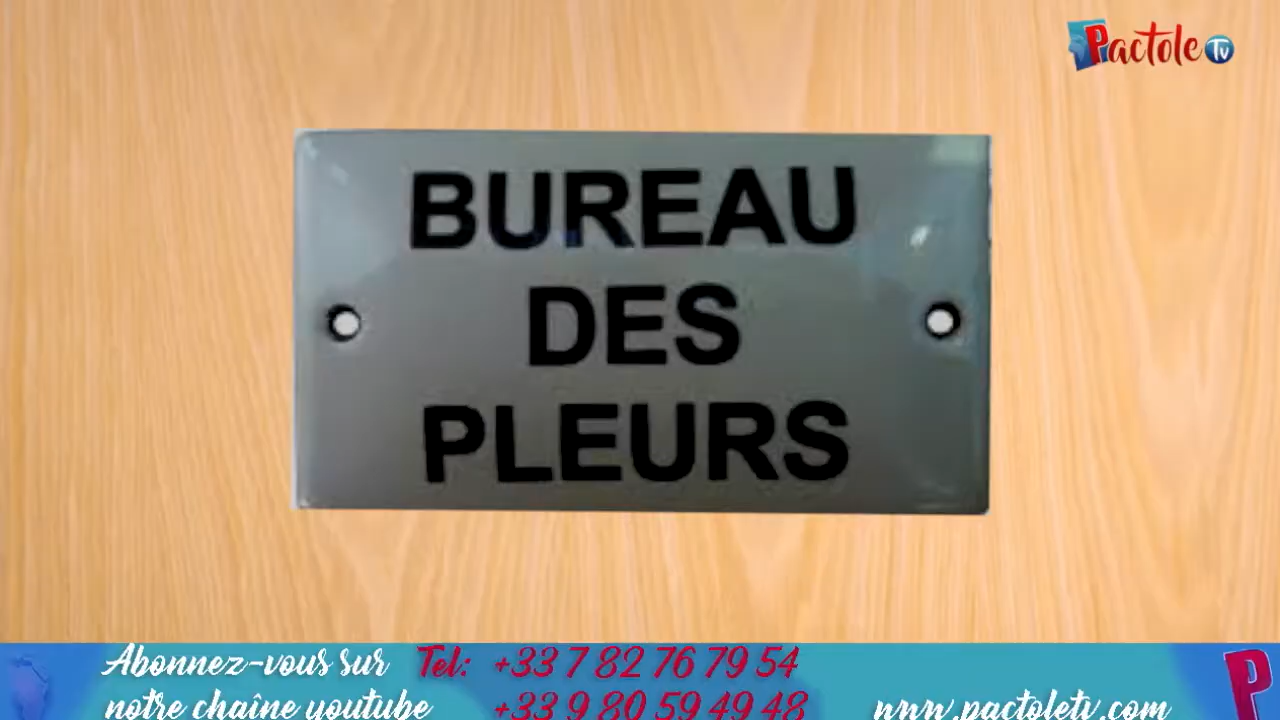 Pactole Tv
BUREAU
DES
PLEURS
Abonnez-vous sur
notre chaîne youtube
Tel: +33 7 82 76 79 54
+33 9 80 59 49 48
www.pactoletv.com
P